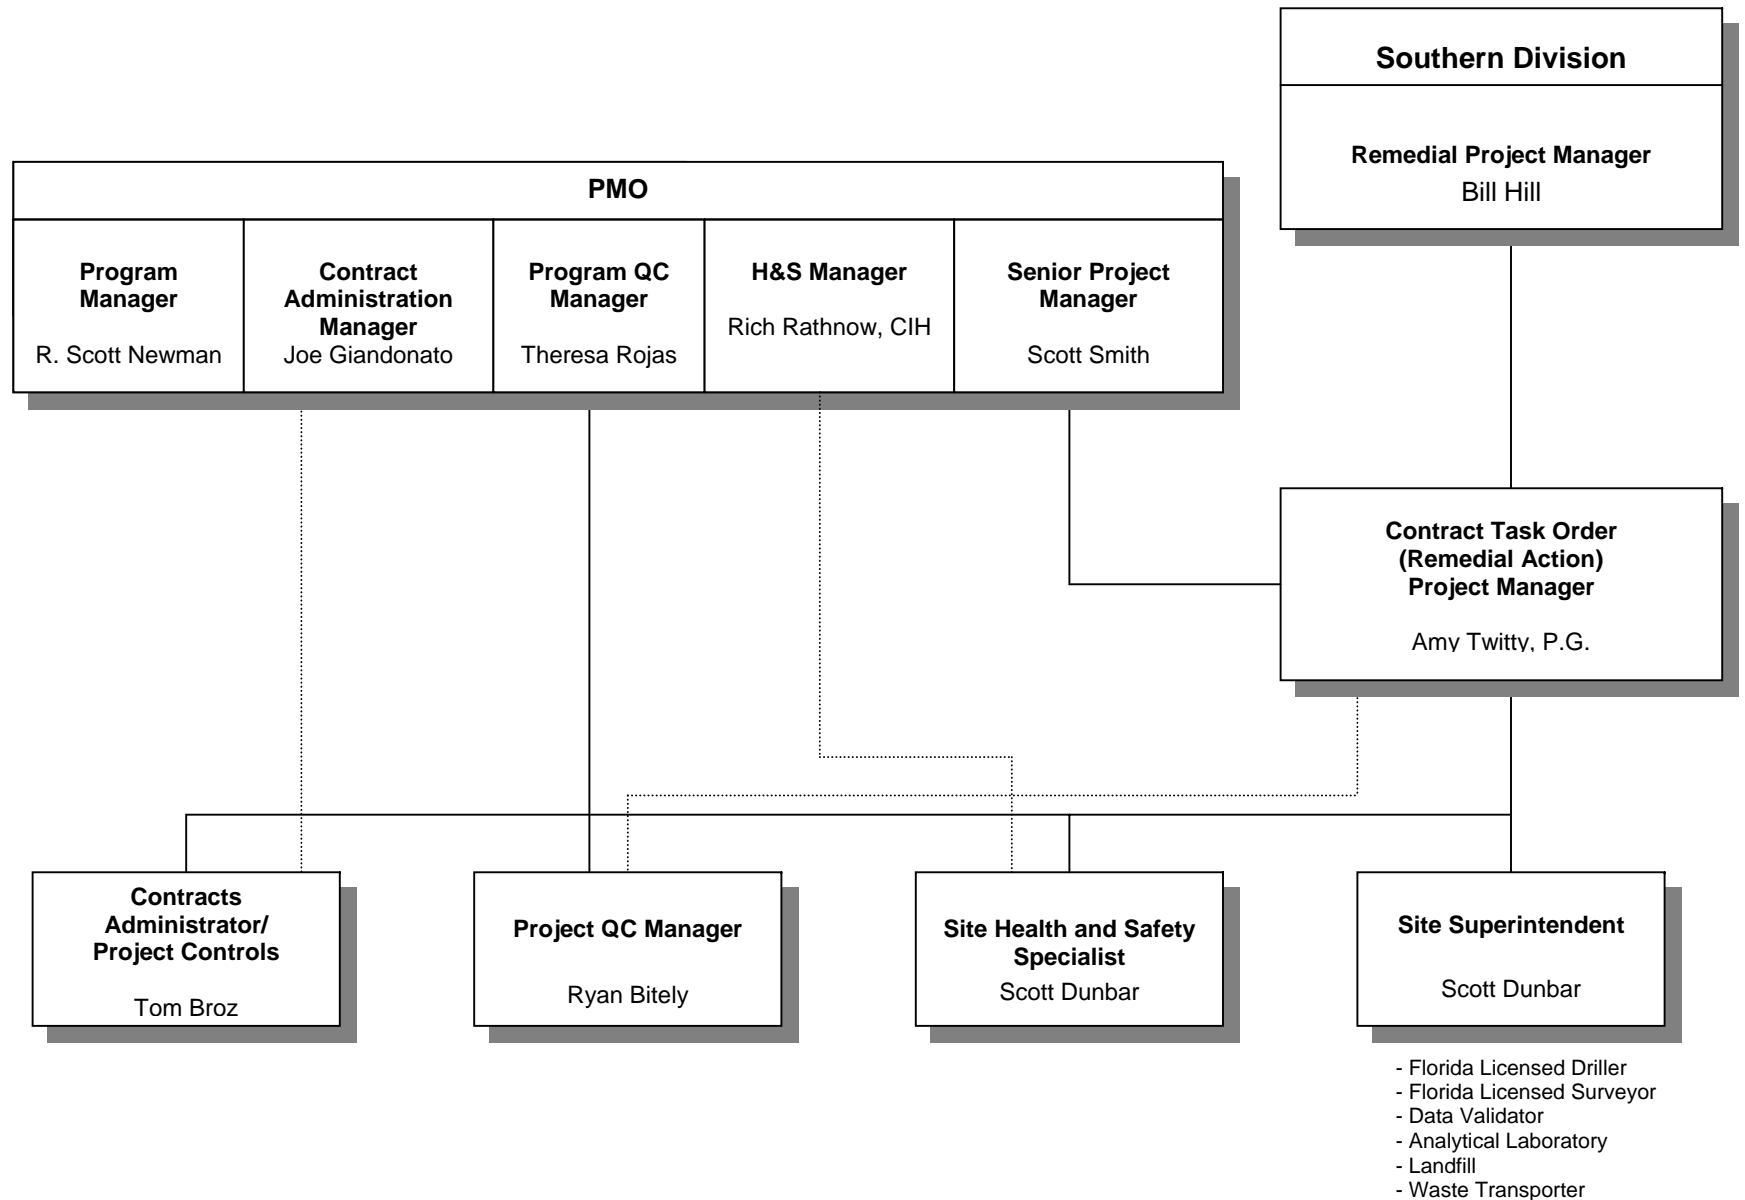 Southern Division
Remedial Project Manager
Bill Hill
PMO
Program
Manager
R. Scott Newman
Contract
Administration
Manager
Joe Giandonato
Program QC
Manager
Theresa Rojas
H&S Manager
Rich Rathnow, CIH
Senior Project
Manager
Scott Smith
Contract Task Order
(Remedial Action)
Project Manager
Amy Twitty, P.G.
Contracts
Administrator/
Project Controls
Tom Broz
Project QC Manager
Ryan Bitely
Site Health and Safety
Specialist
Scott Dunbar
Site Superintendent
Scott Dunbar
- Florida Licensed Driller
- Florida Licensed Surveyor
- Data Validator
- Analytical Laboratory
- Landfill
- Waste Transporter